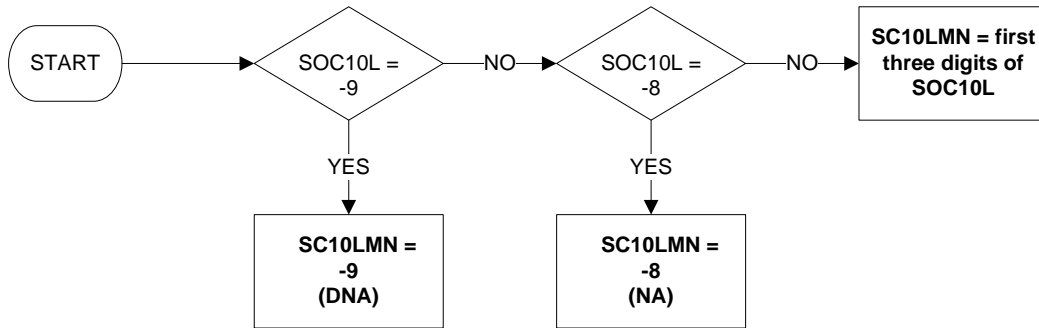 START
SOC10L =
-9
NO
SOC10L =
-8
NO
SC10LMN = first
three digits of
SOC10L
YES
YES
SC10LMN =
-9
(DNA)
SC10LMN =
-8
(NA)